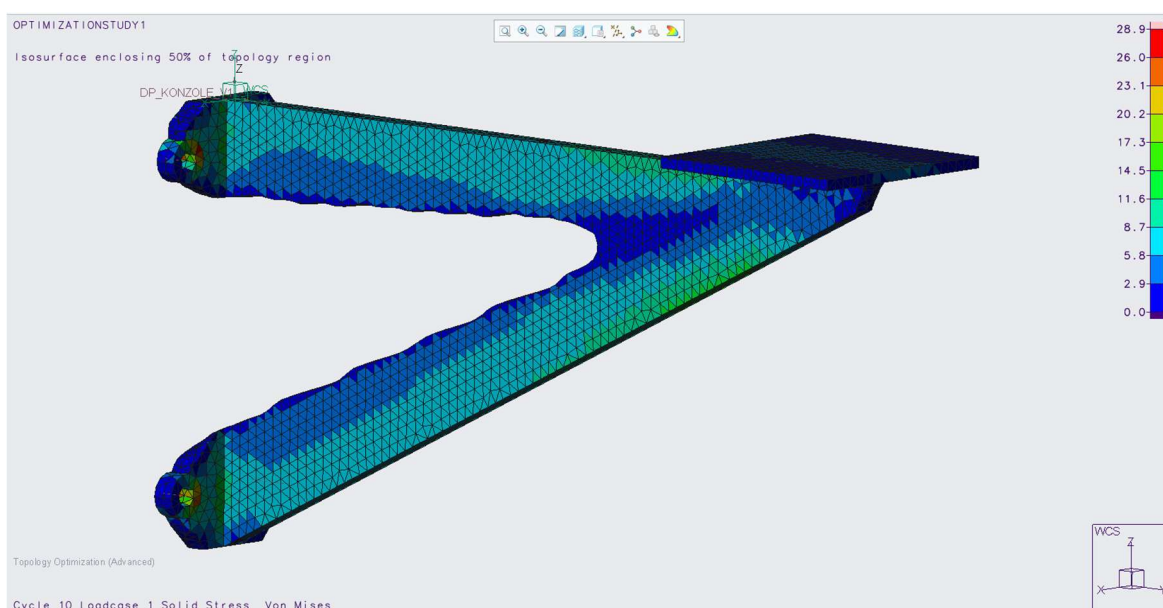 OPTIMIZATIONSTUDY1
Isosurface enclosing 50% of topology region
Z
Z
DP_KONZOLE_V1
WCS
28.9
26.0
23.1
20.2
17.3
14.5
11.6
8.7
5.8
2.9
0.0
WCS
Z
X
Topology Optimization (Advanced)
Cycle 10 Loadcase 1 Solid Stress Von Mises